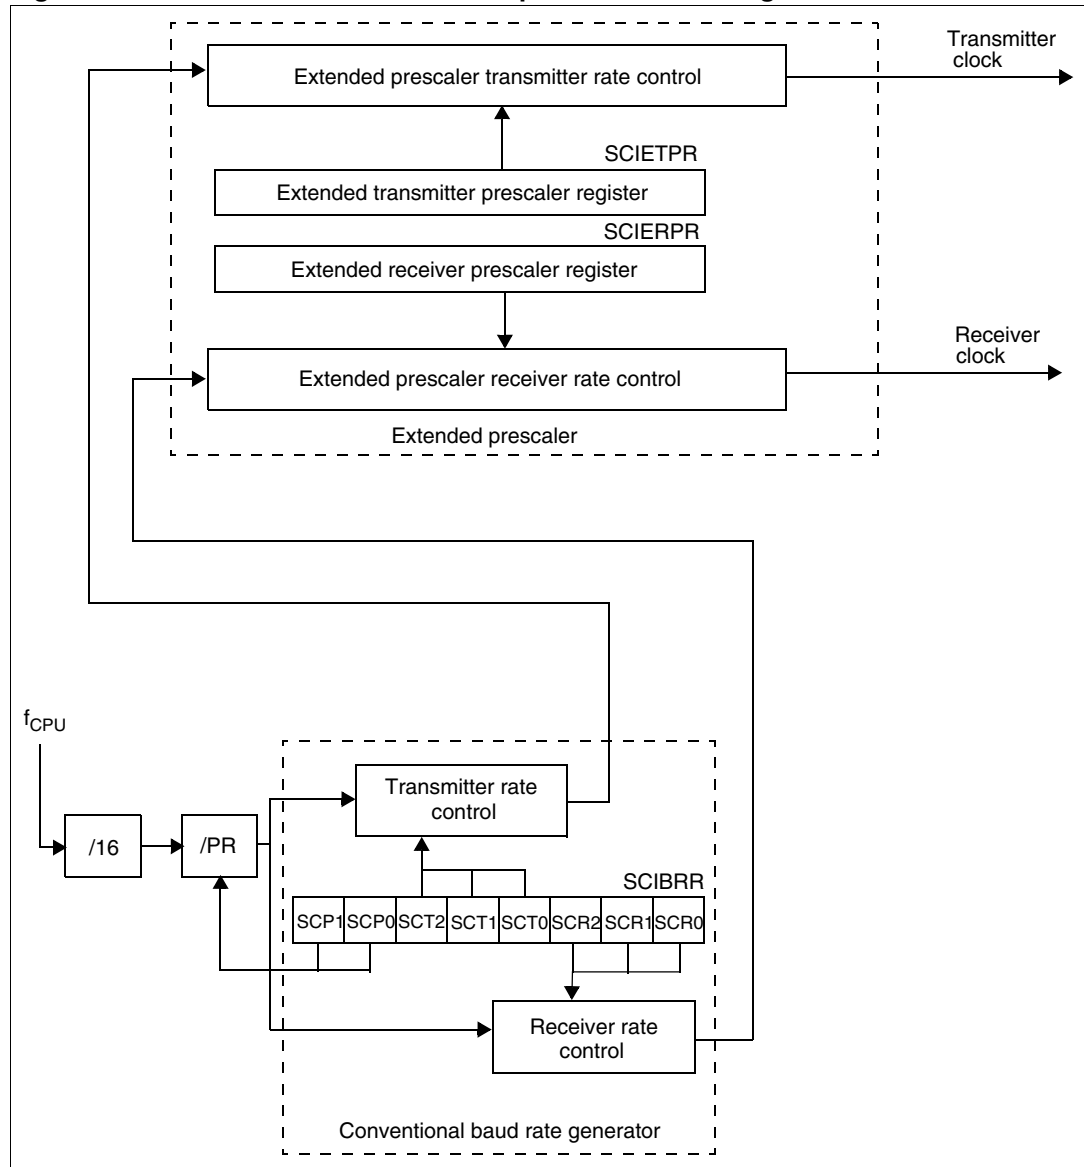 Transmitter
clock
Extended prescaler transmitter rate control
SCIETPR
Extended transmitter prescaler register
SCIERPR
Extended receiver prescaler register
Receiver
clock
Extended prescaler receiver rate control
Extended prescaler
fCPU
Transmitter rate
control
/16
/PR
SCIBRR
SCP1 SCP0 SCT2 SCT1 SCT0 SCR2 SCR1 SCR0
Receiver rate
control
Conventional baud rate generator